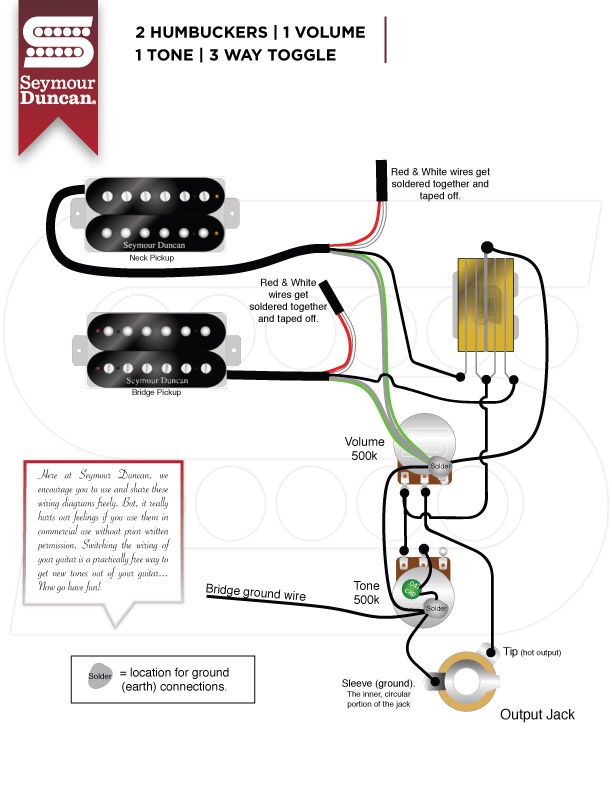 2 HUMBUCKERS | 1 VOLUME
1 TONE | 3 WAY TOGGLE
Seymour
Duncan.
Red & White wires get
soldered together and
taped off.
Seymour Duncan
Neck Pickup
Red & White
wires get
soldered together
and taped off.
Seymour Duncan
Bridge Pickup
Volume
500k
Solder
Here at Seymour Duncan, we
encourage you to use and share these
wiring diagrams freely. But, it really
hurts our feelings if you use them in
commercial use without prior written
permission. Switching the wiring of
your guitar is a practically free way to
get new tones out of your guitar...
Now go have fun!
Tone
500k
cap
Solder
Bridge ground wire
Solder
= location for ground
(earth) connections.
Tip (hot output)
Sleeve (ground).
The inner, circular
portion of the jack
Output Jack